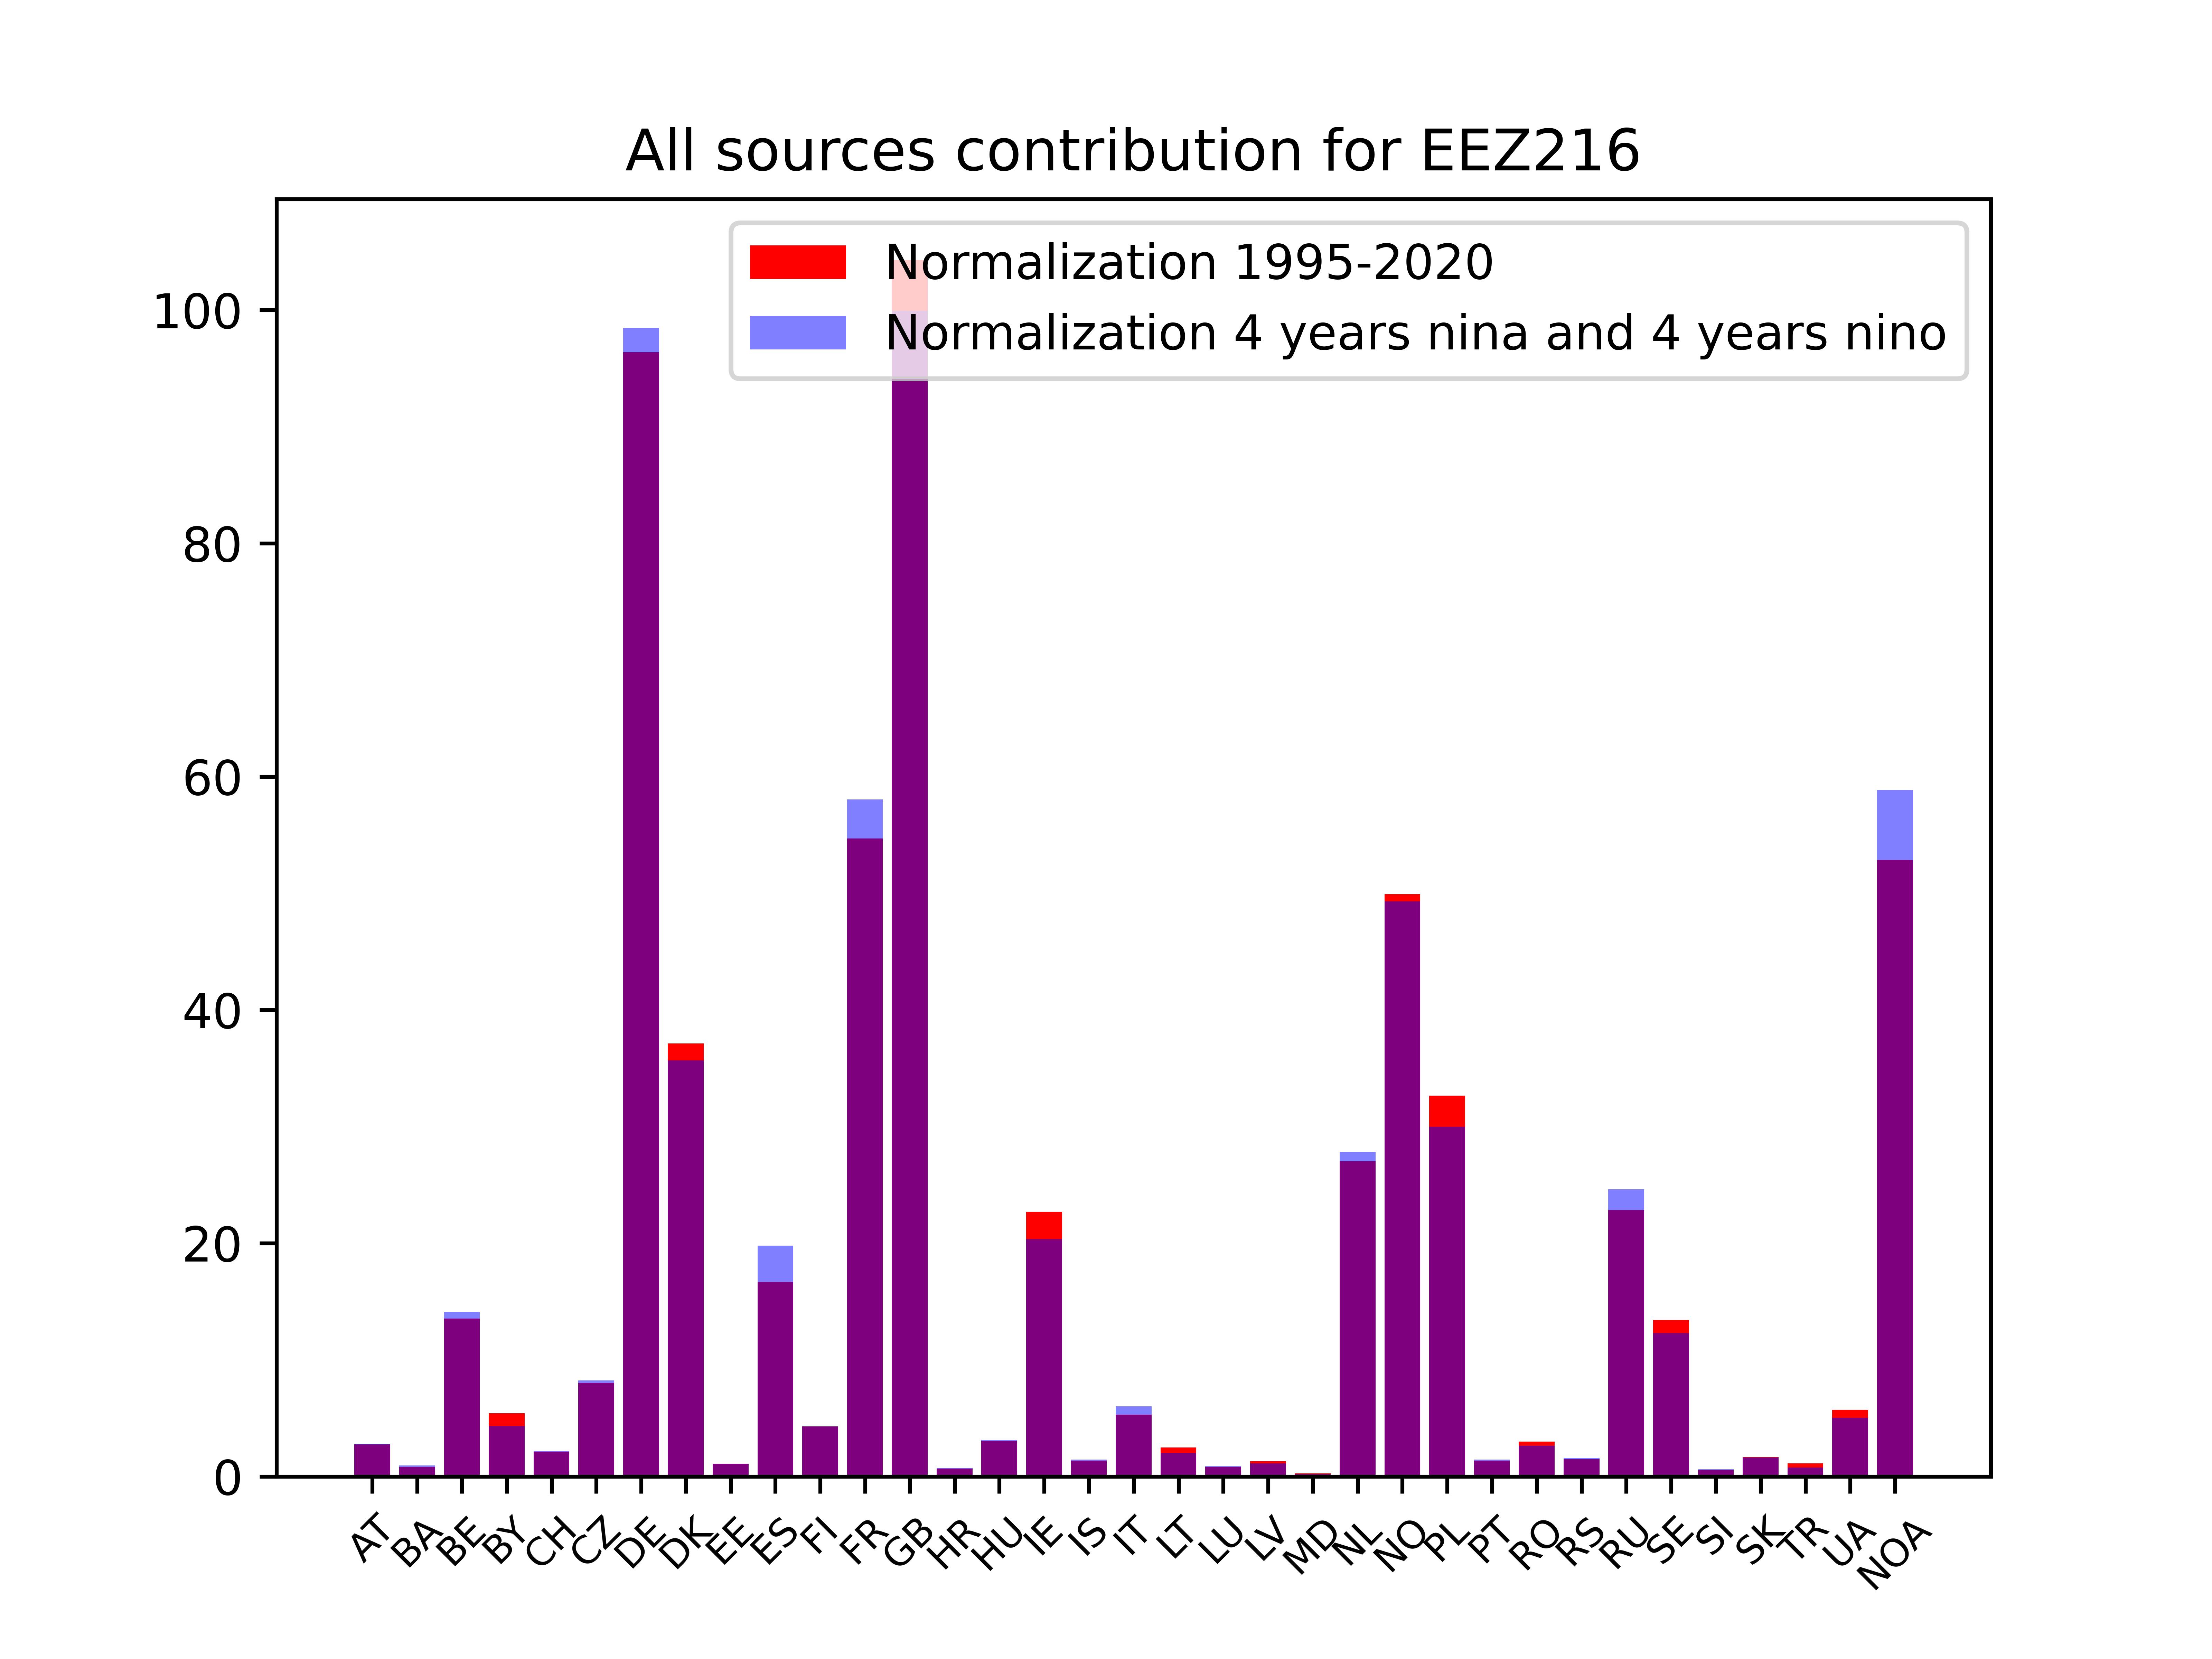 All sources contribution for EEZ216
Normalization 1995-2020
Normalization 4 years nina and 4 years nino
100
80
60
40
20
0
AT BA BE BY CH CZ DE DK EE ES FI FR GB HR HU IE IS IT LT LU LV MD NL NO PL PT RO RS RU SE SI SK TR UA NOA